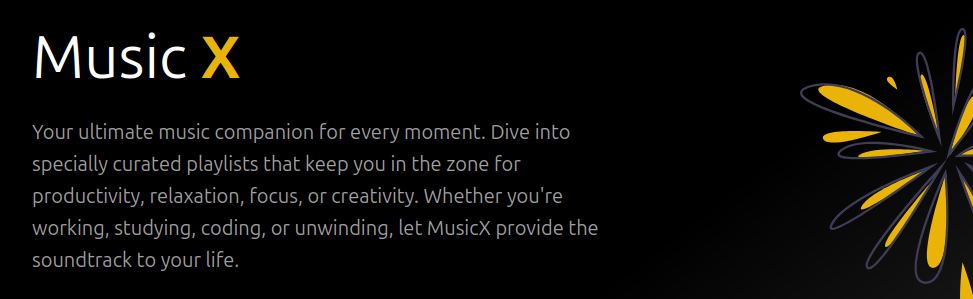 Music X
Your ultimate music companion for every moment. Dive into
specially curated playlists that keep you in the zone for
productivity, relaxation, focus, or creativity. Whether you're
working, studying, coding, or unwinding, let MusicX provide the
soundtrack to your life.